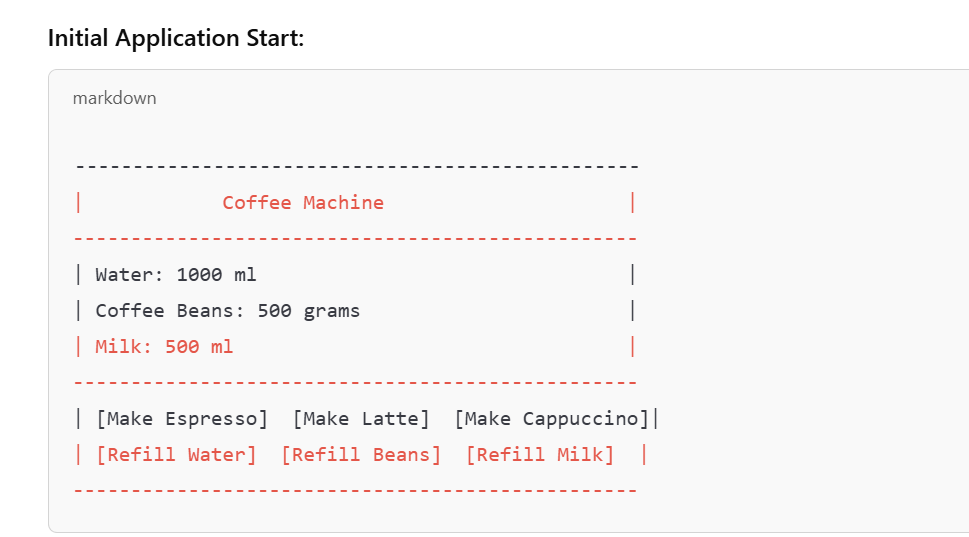 Initial Application Start:
markdown
-------------------------------------------------
|            Coffee Machine                     |
-------------------------------------------------
| Water: 1000 ml                                |
| Coffee Beans: 500 grams                       |
| Milk: 500 ml                                  |
-------------------------------------------------
| [Make Espresso]  [Make Latte]  [Make Cappuccino]|
| [Refill Water]  [Refill Beans]  [Refill Milk]  |
-------------------------------------------------